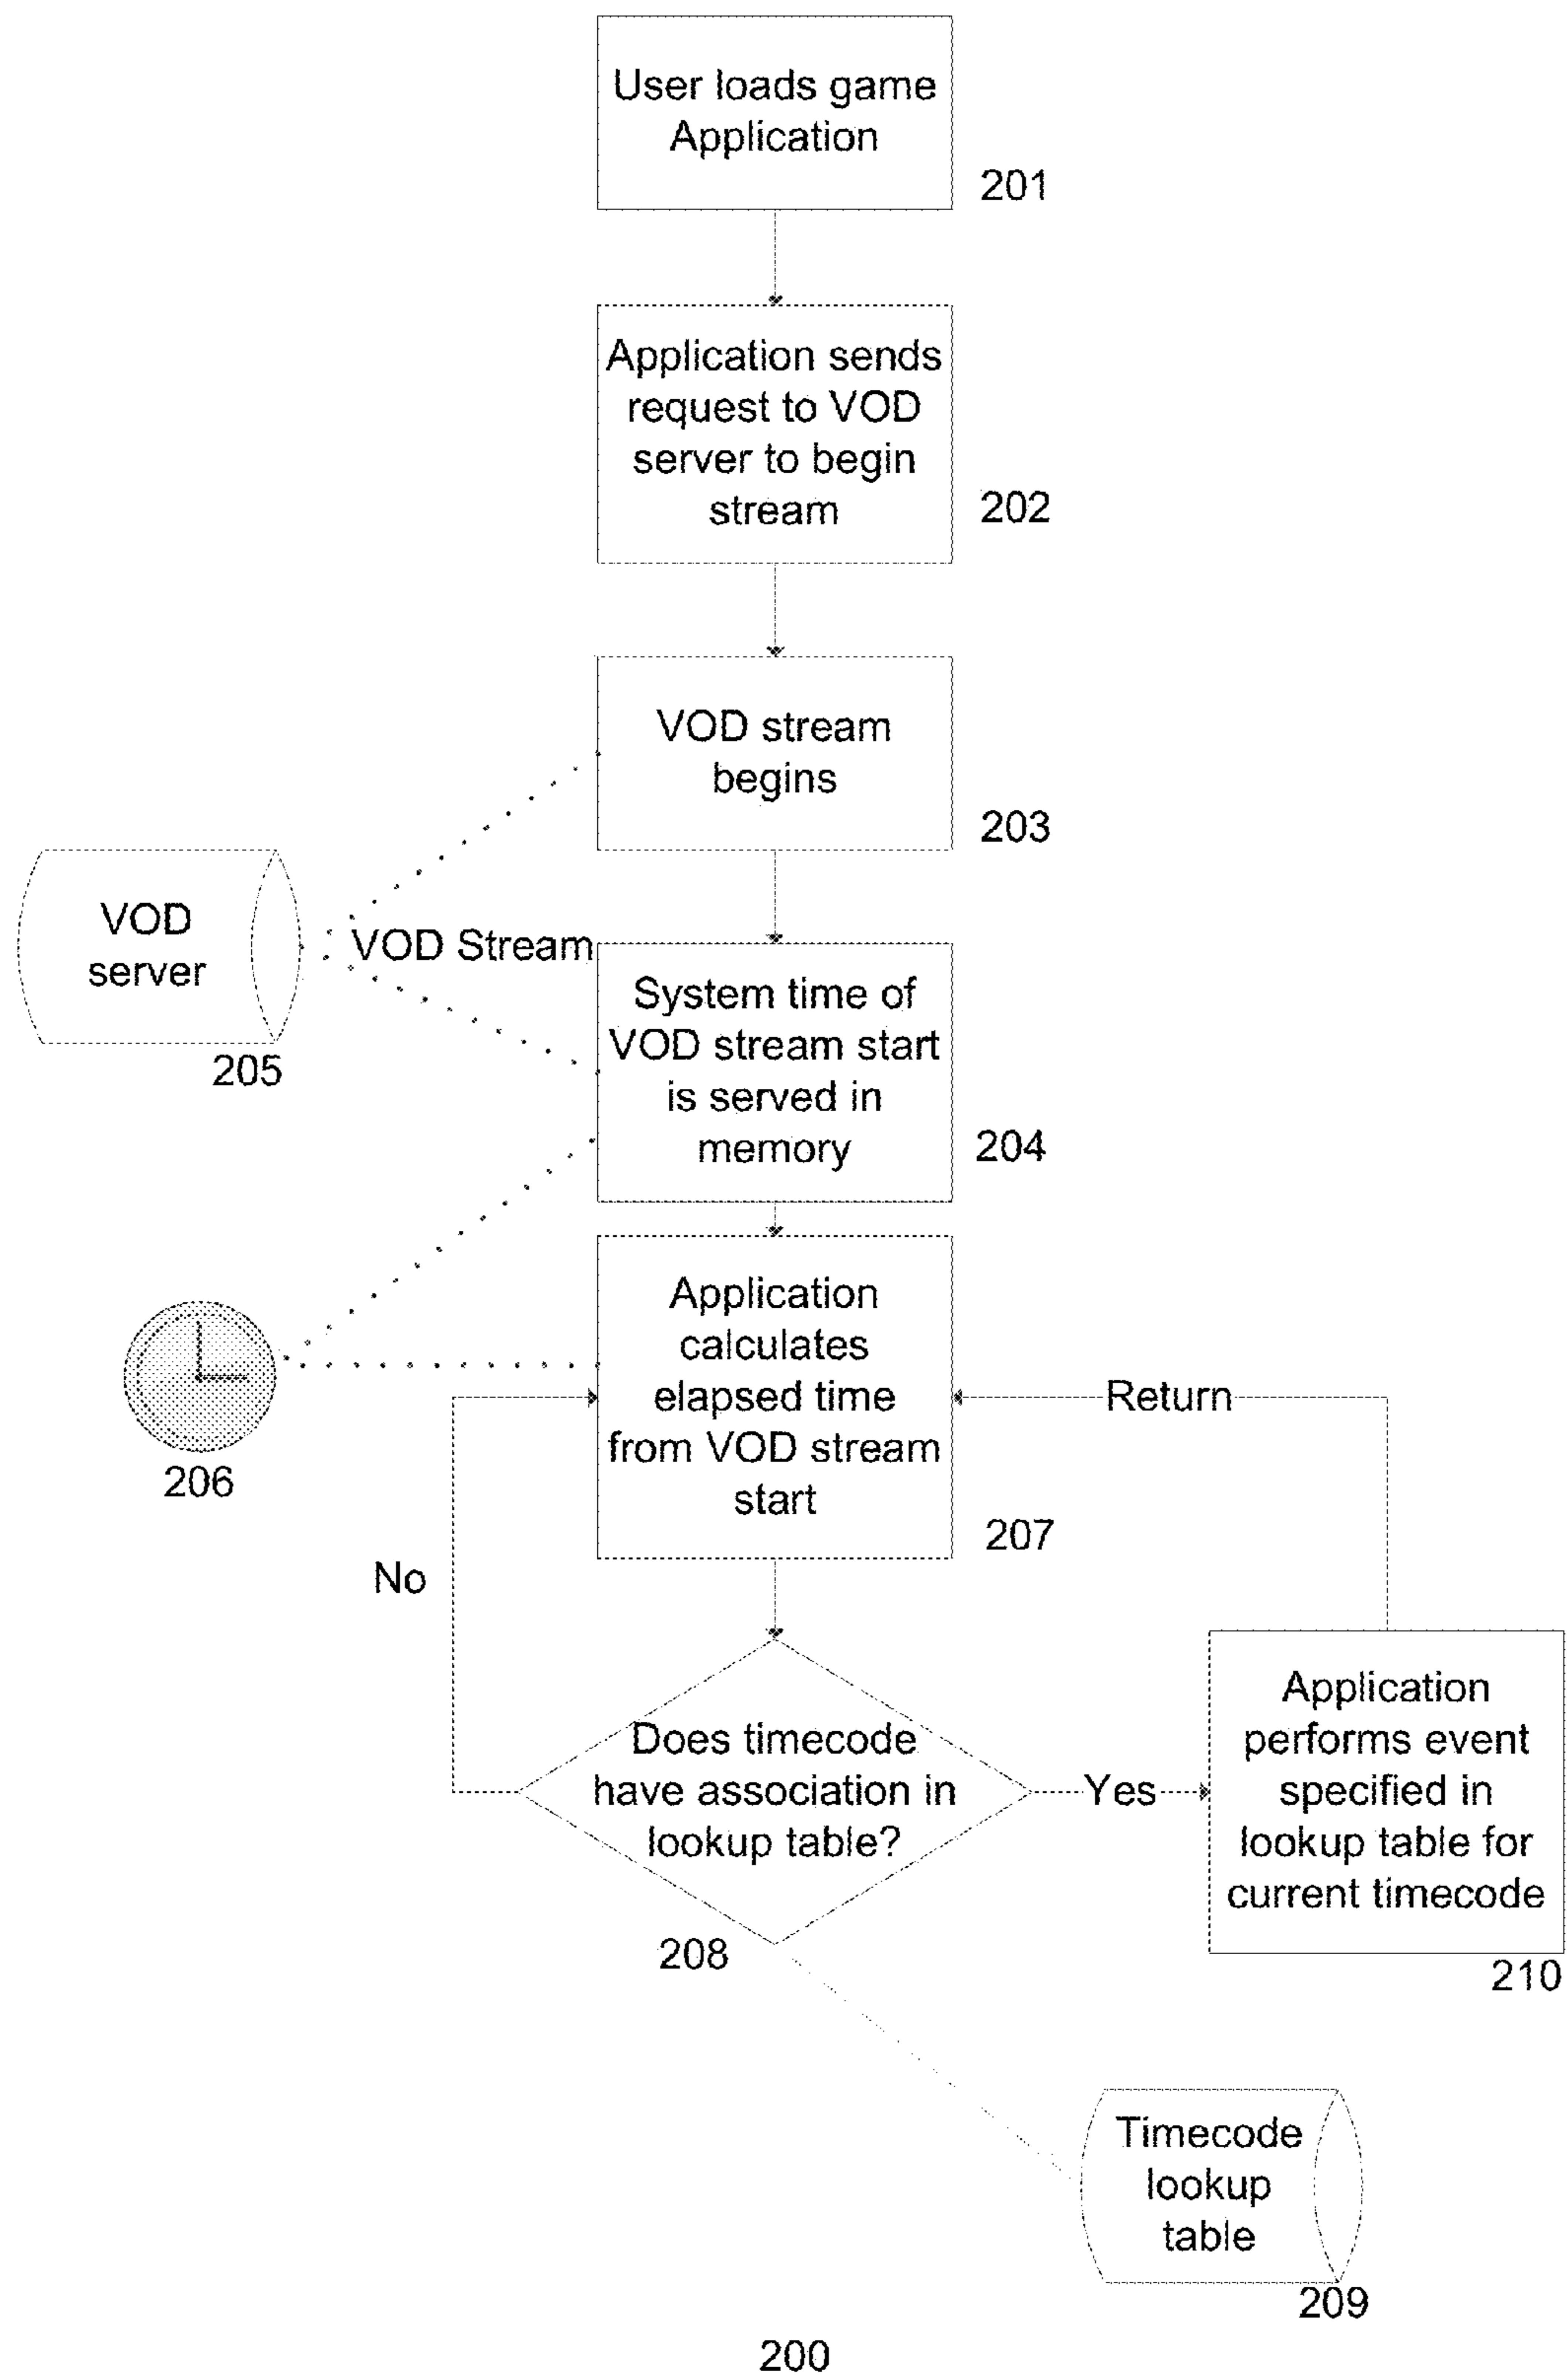 User loads game
Application
201
Application sends
request to VOD
server to begin
stream
202
VOD stream
begins
203
VOD
server
205
VOD Stream
System time of
VOD stream start
is served in
memory
204
206
Application
calculates
elapsed time
from VOD stream
start
207
Return
No
Does timecode
have association in
lookup table?
208
Yes
Application
performs event
specified in
lookup table for
current timecode
210
Timecode
lookup
table
209
200